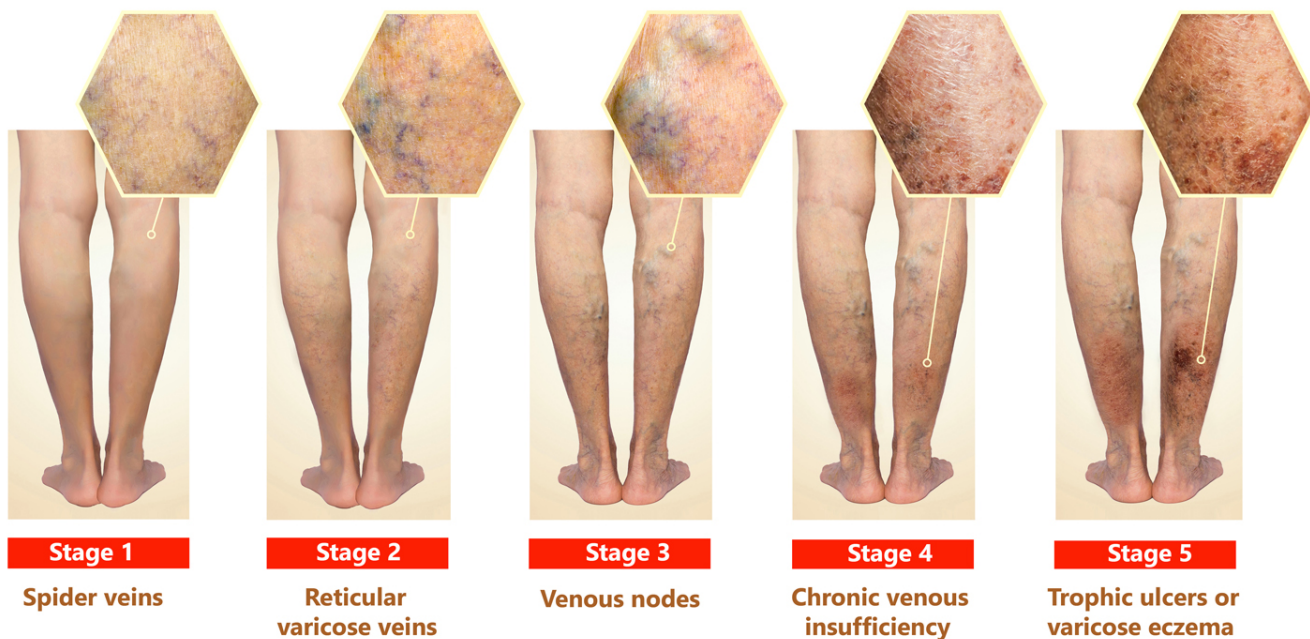 Stage 1
Stage 2
Stage 3
Stage 4
Stage 5
Spider veins
Reticular
varicose veins
Venous nodes
Chronic venous
insufficiency
Trophic ulcers or
varicose eczema